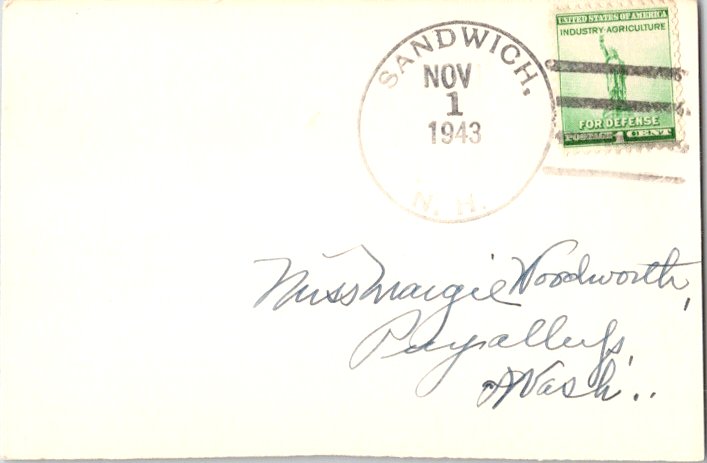 SANDWICH,
NOV
1
1943
N. H.
UNITED STATES OF AMERICA
INDUSTRY·AGRICULTURE
FOR DEFENSE
POSTAGE 1 CENT
Miss Margie Woodworth,
Puyallup,
Wash..